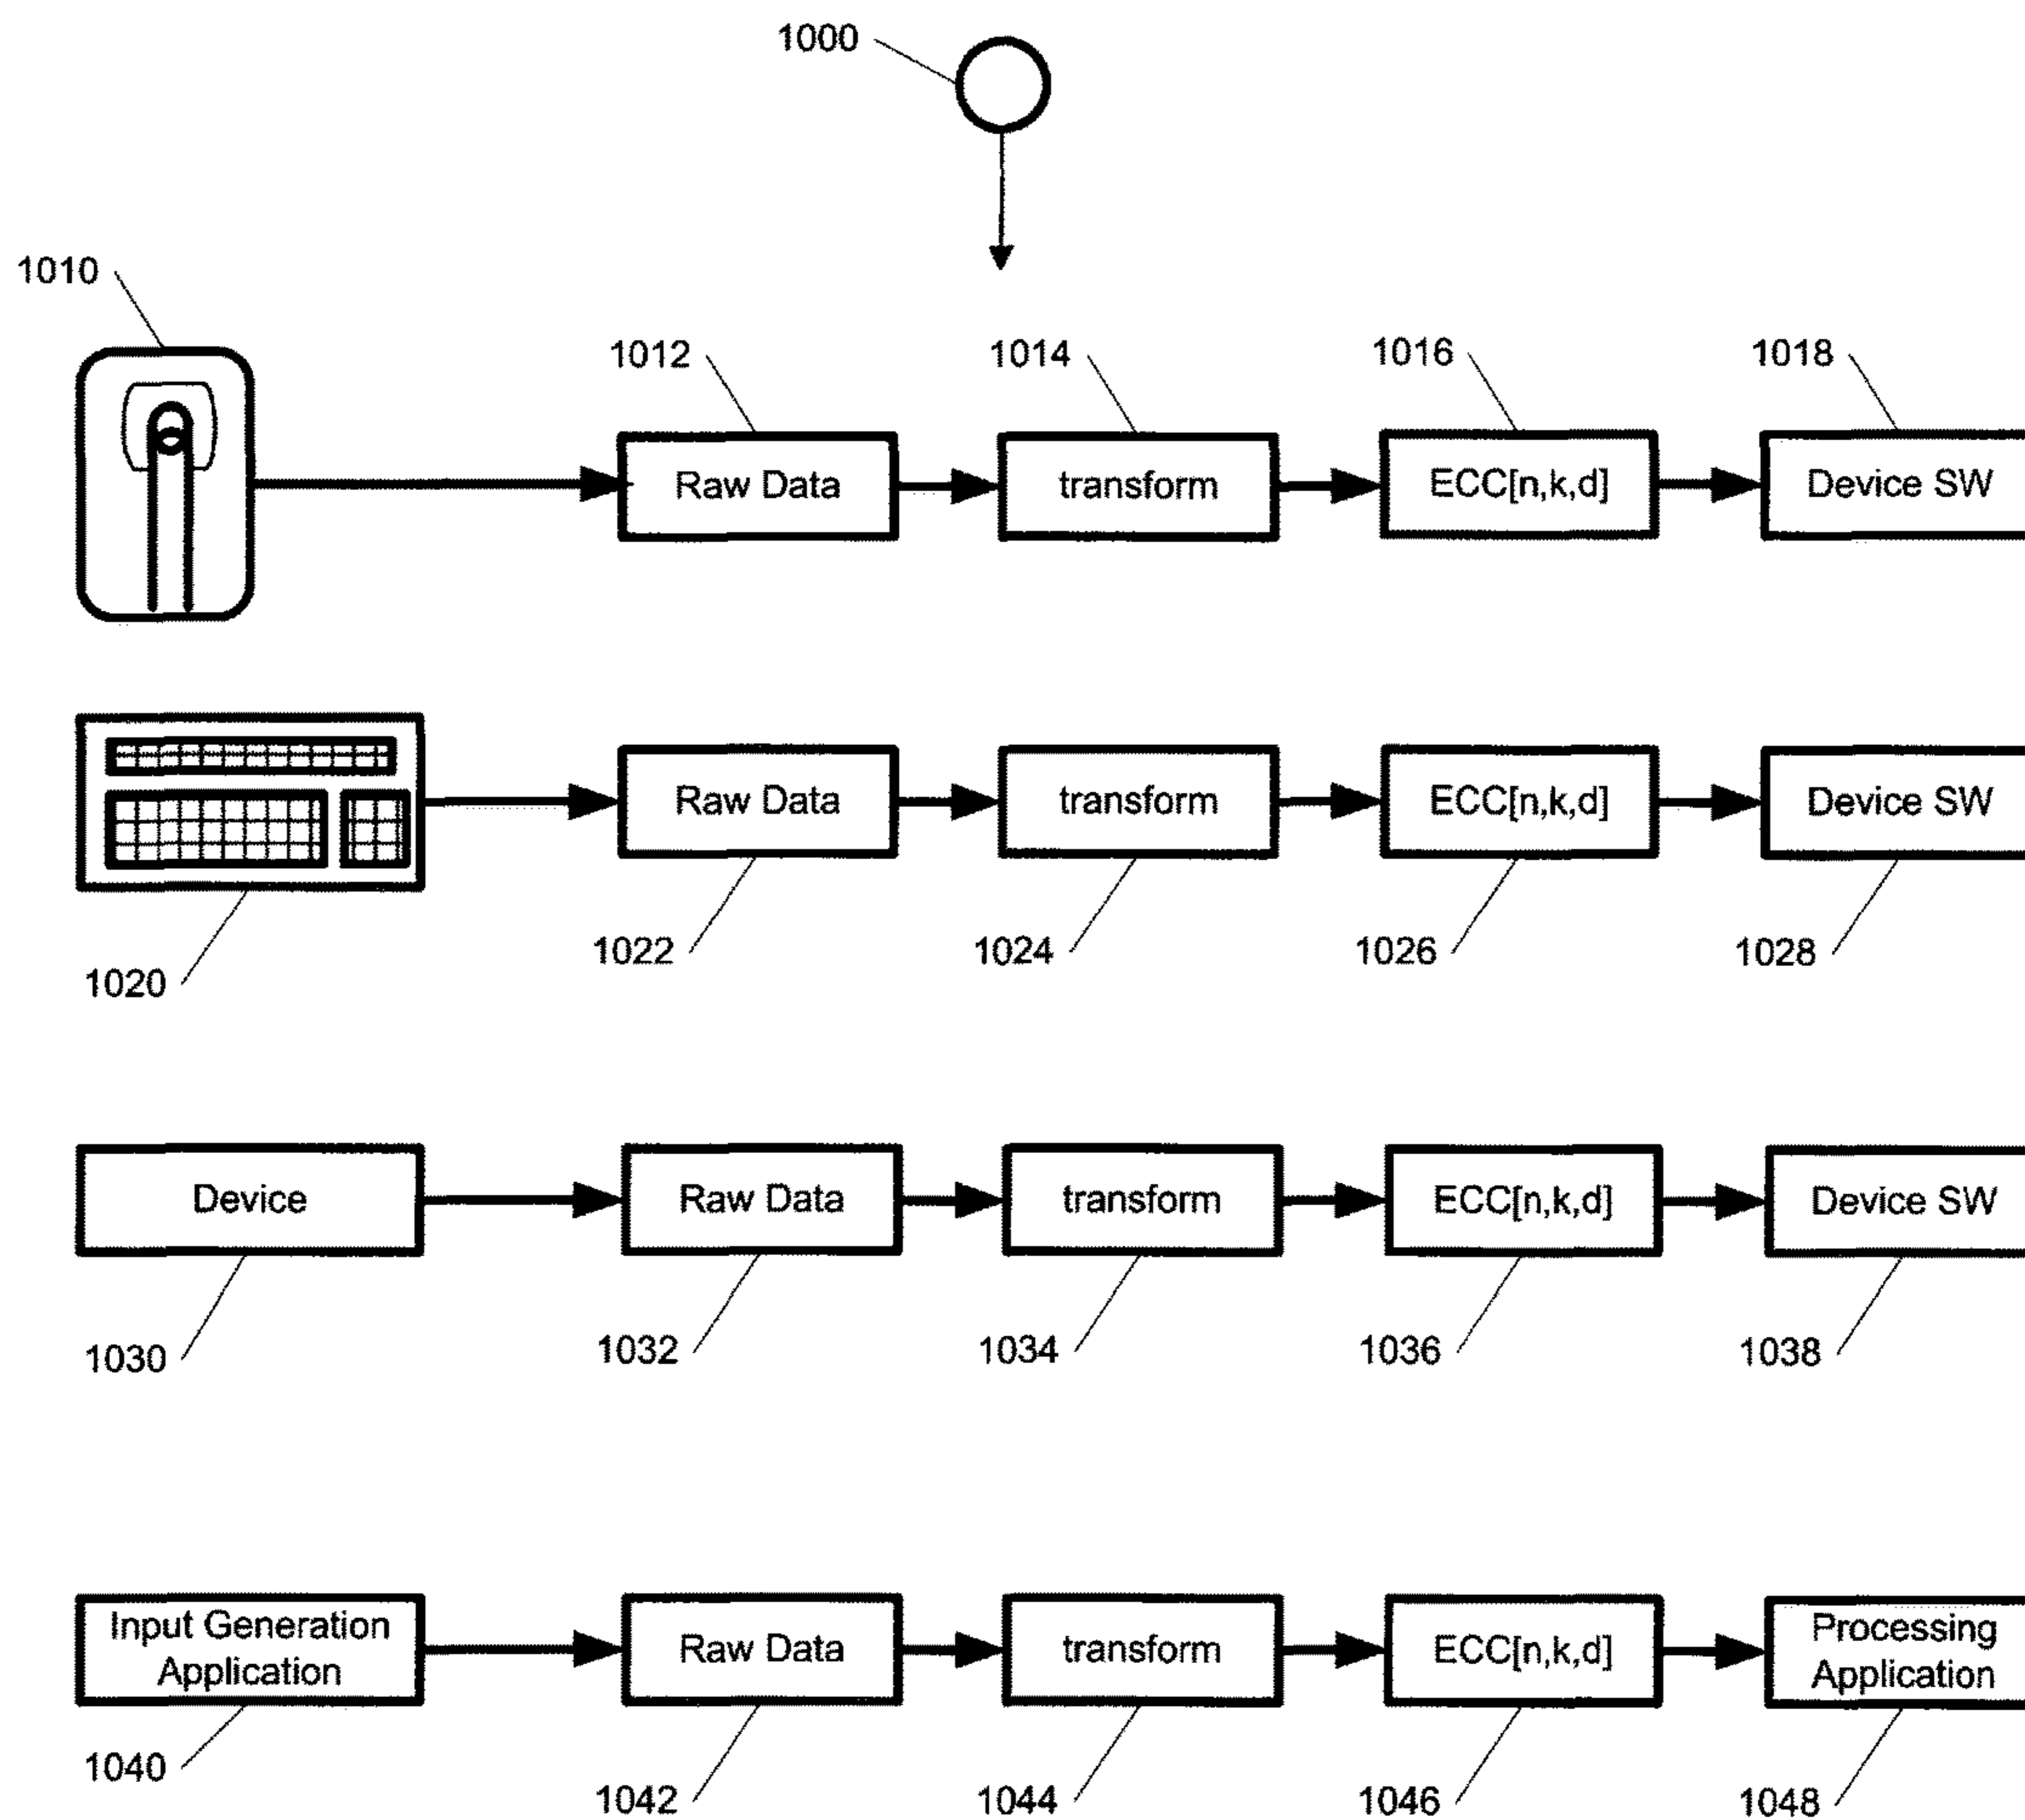 1000
1010
1012
1014
1016
1018
Raw Data
transform
ECC[n,k,d]
Device SW
Raw Data
transform
ECC[n,k,d]
Device SW
1020
1022
1024
1026
1028
Device
Raw Data
transform
ECC[n,k,d]
Device SW
1030
1032
1034
1036
1038
Input Generation
Application
Raw Data
transform
ECC[n,k,d]
Processing
Application
1040
1042
1044
1046
1048